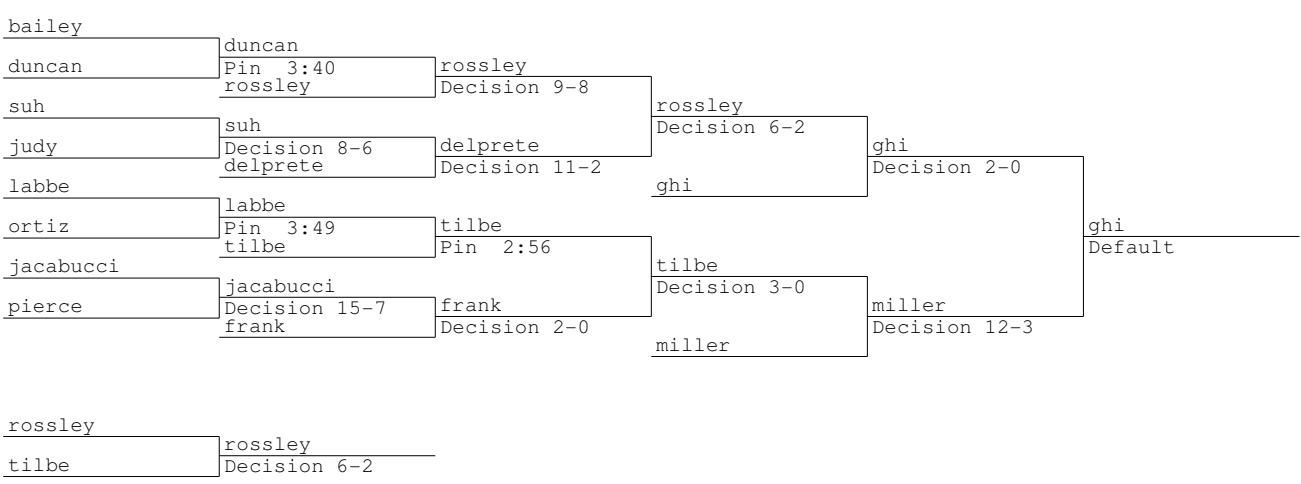 bailey
duncan
duncan
Pin 3:40
rossley
rossley
Decision 9-8
suh
rossley
suh
Decision 6-2
judy
Decision 8-6
delprete
ghi
delprete
Decision 11-2
Decision 2-0
labbe
ghi
labbe
ortiz
Pin 3:49
tilbe
ghi
tilbe
Pin 2:56
Default
jacabucci
tilbe
jacabucci
Decision 3-0
pierce
Decision 15-7
frank
miller
frank
Decision 2-0
Decision 12-3
miller
rossley
rossley
tilbe
Decision 6-2